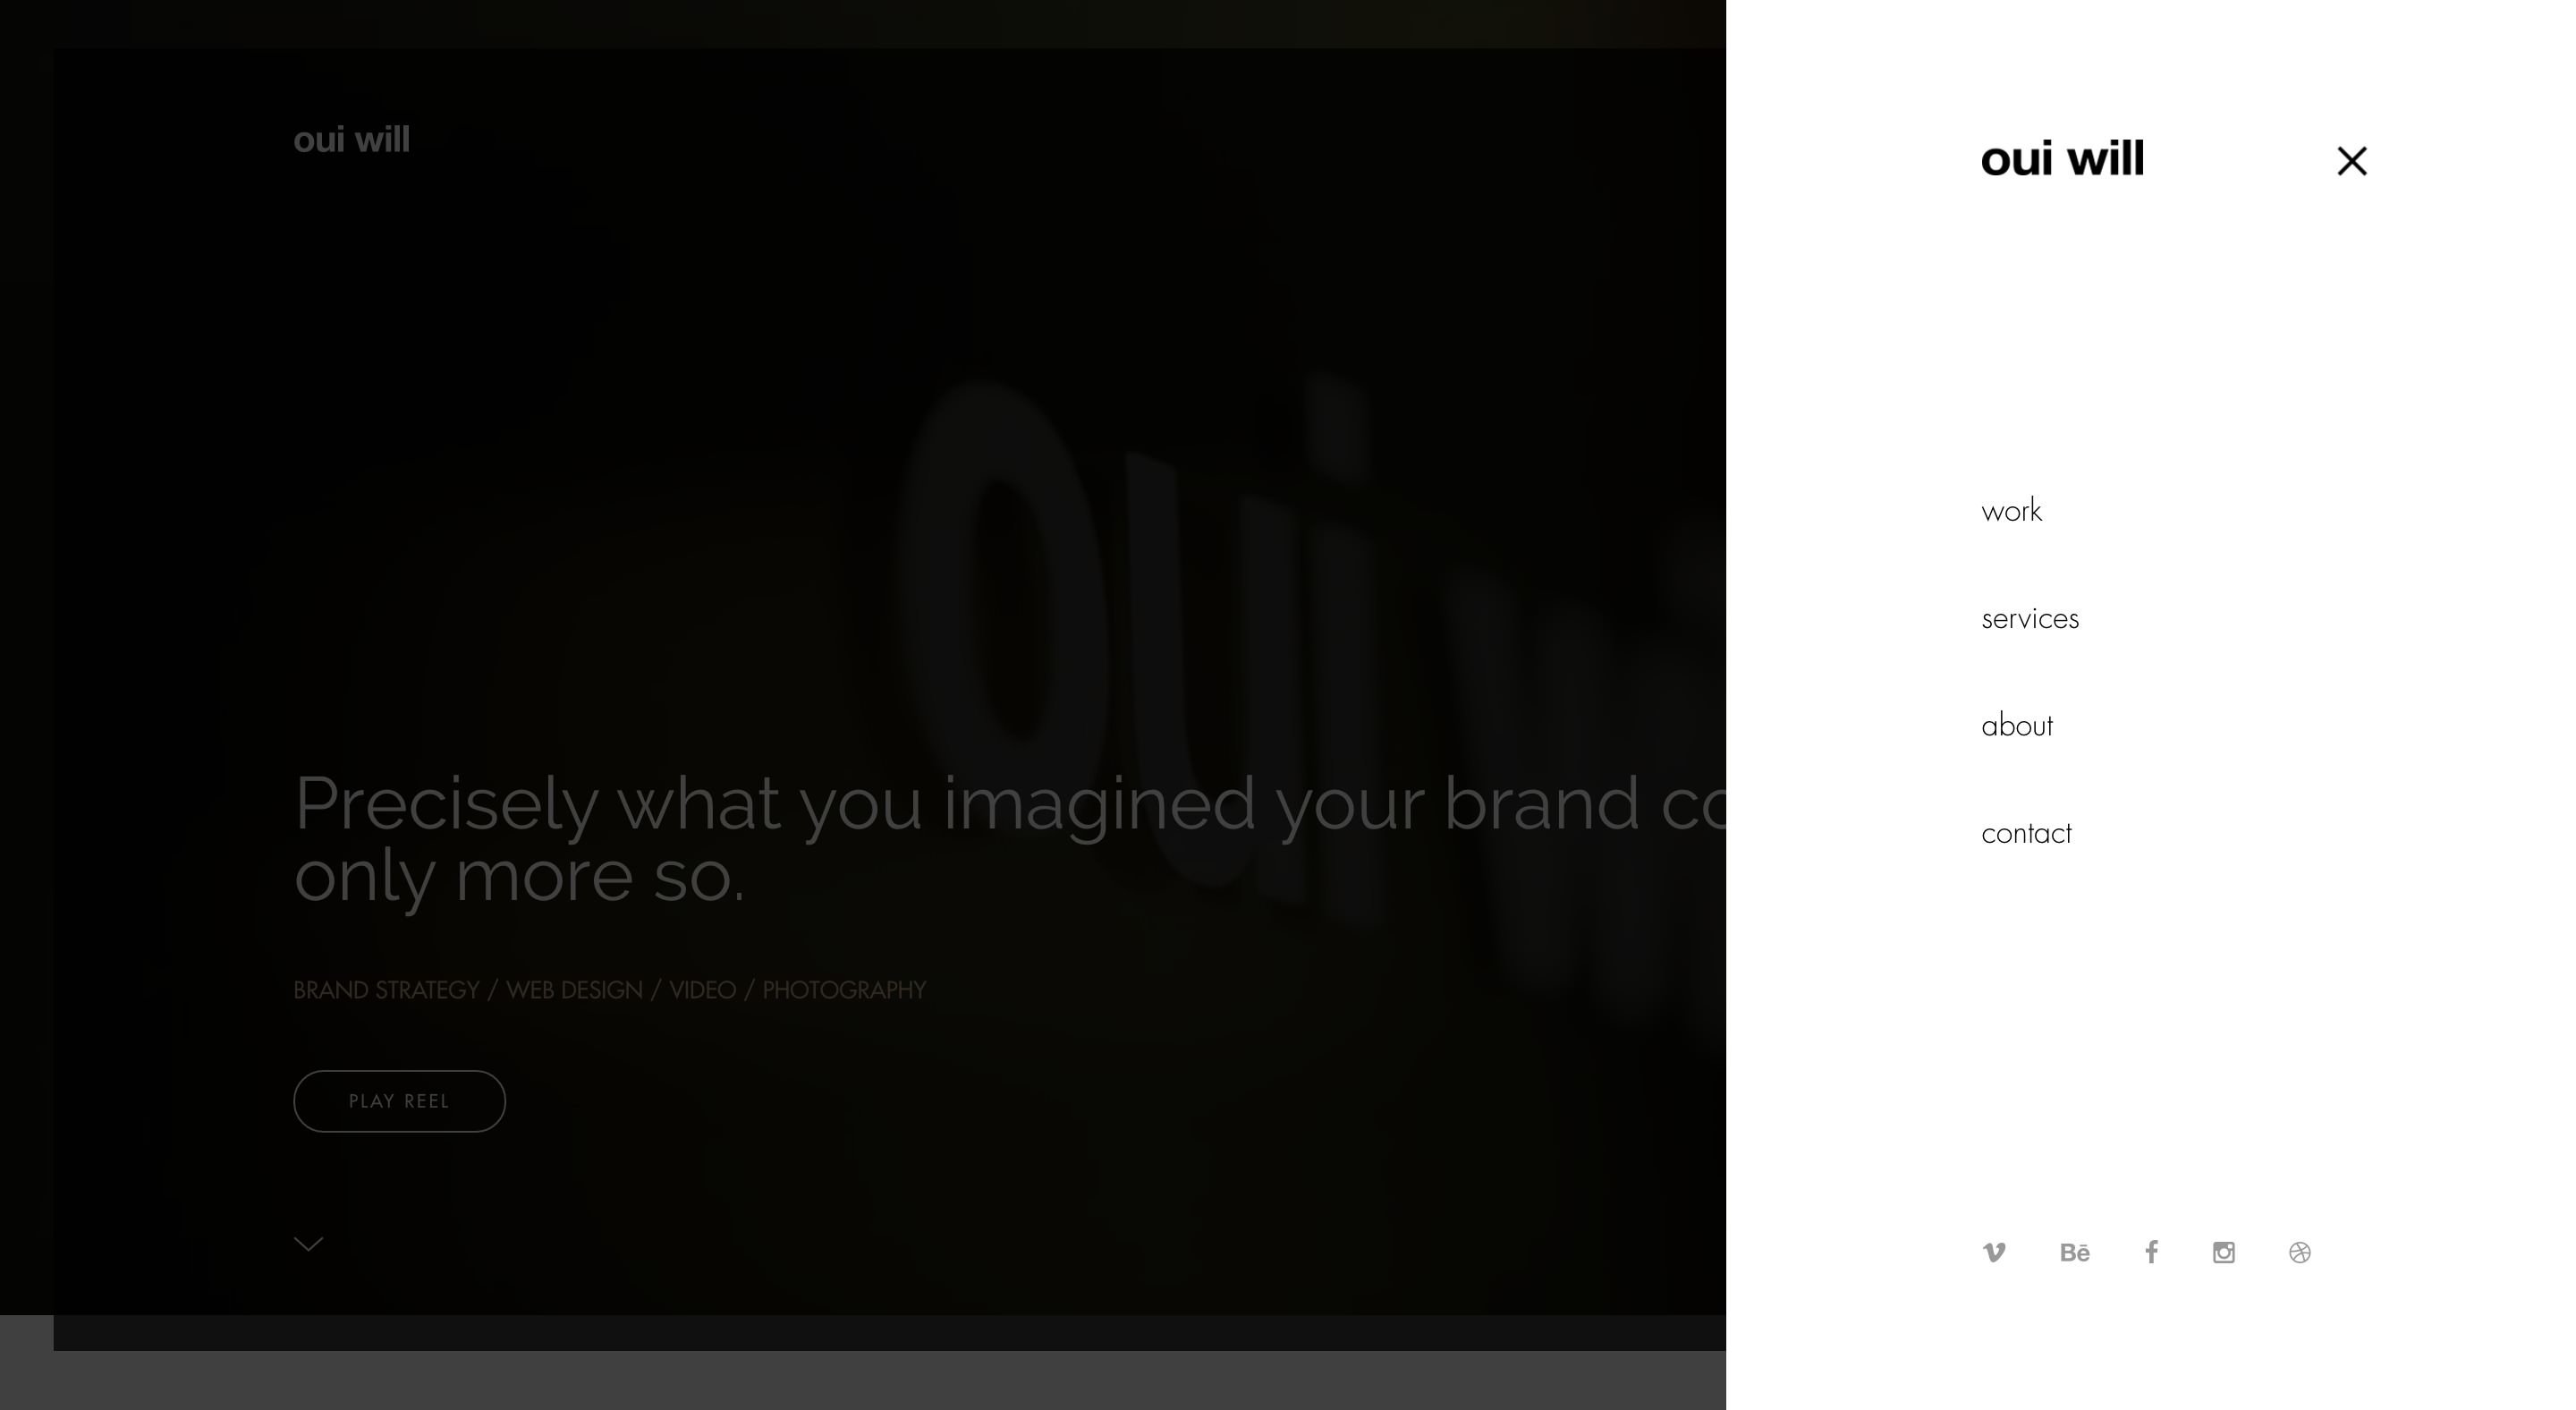 oui will
oui
Precisely what you imagined your brand
only more so.
BRAND STRATEGY / WEB DESIGN / VIDEO / PHOTOGRAPHY
PLAY REEL
oui will
work
services
about
contact
Bē